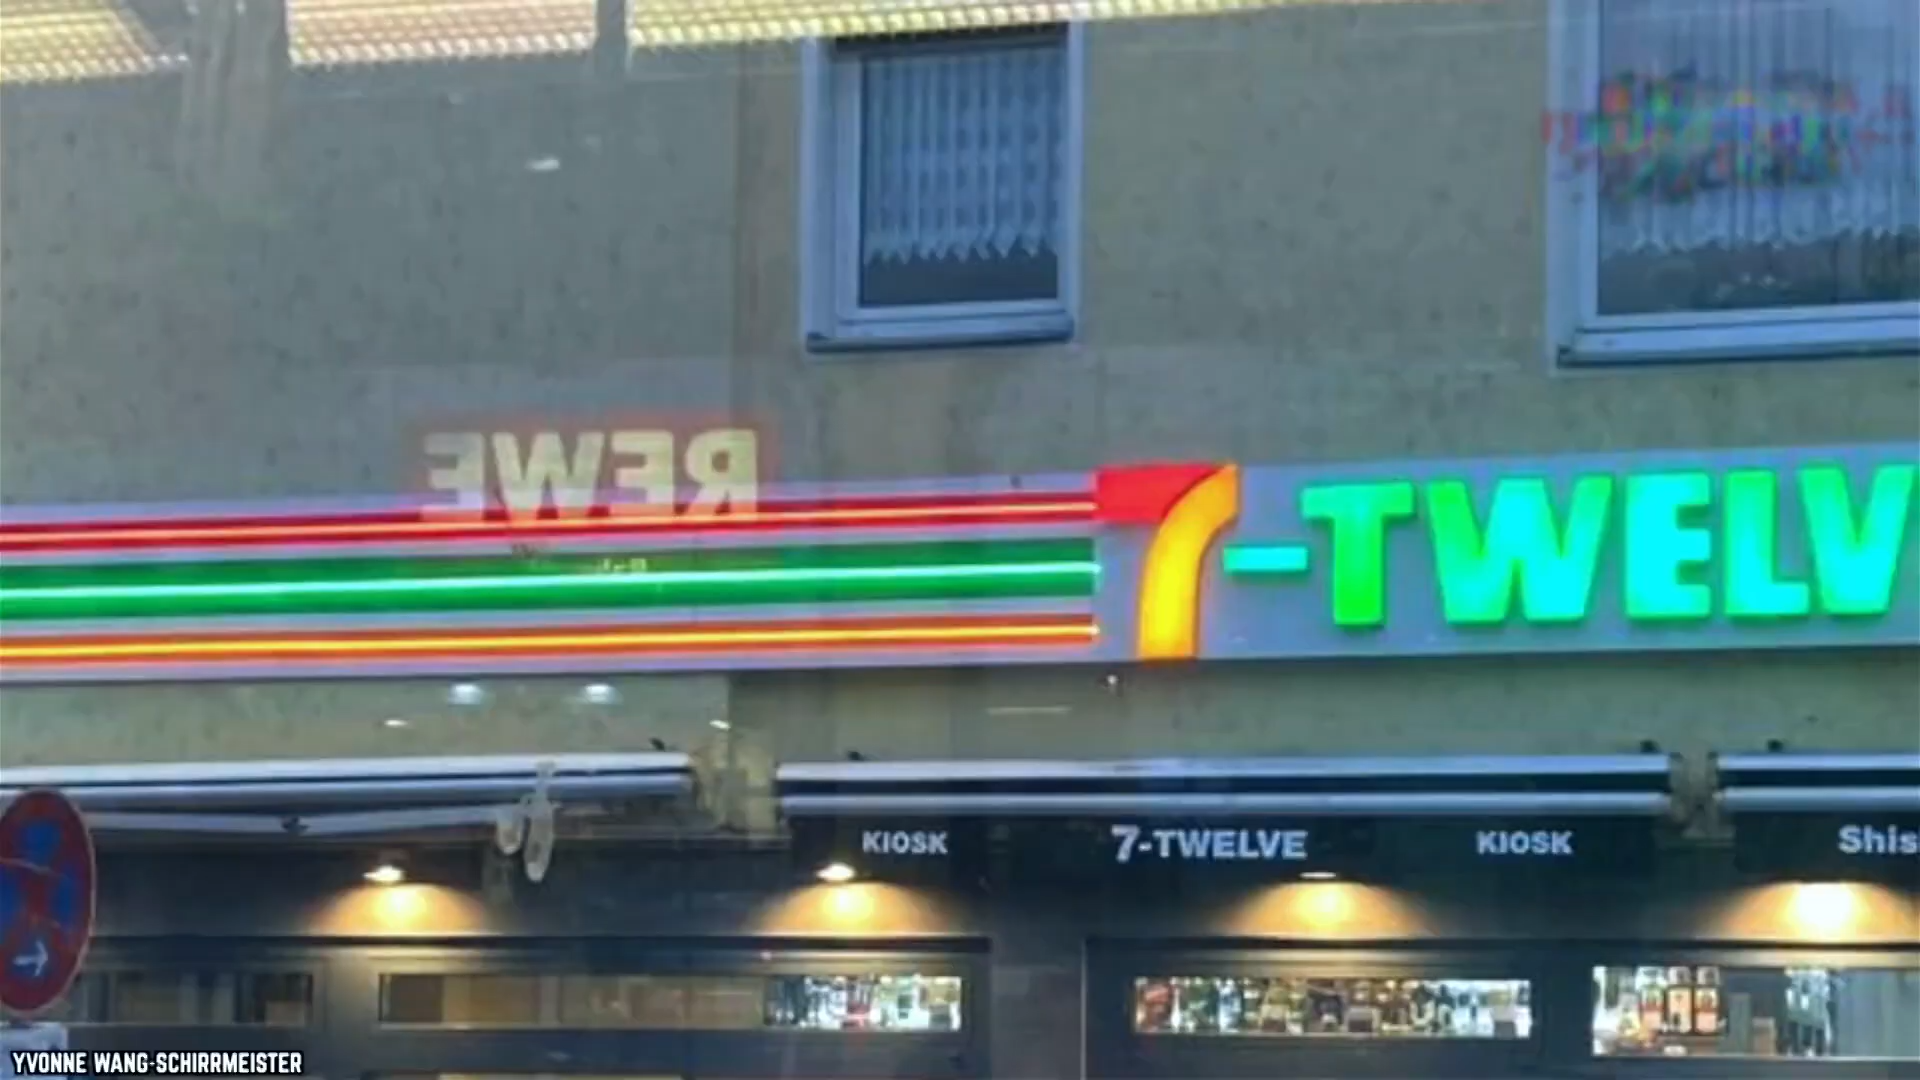 REWE
7-TWELV
KIOSK 7-TWELVE KIOSK Shis
YVONNE WANG-SCHIRRMEISTER